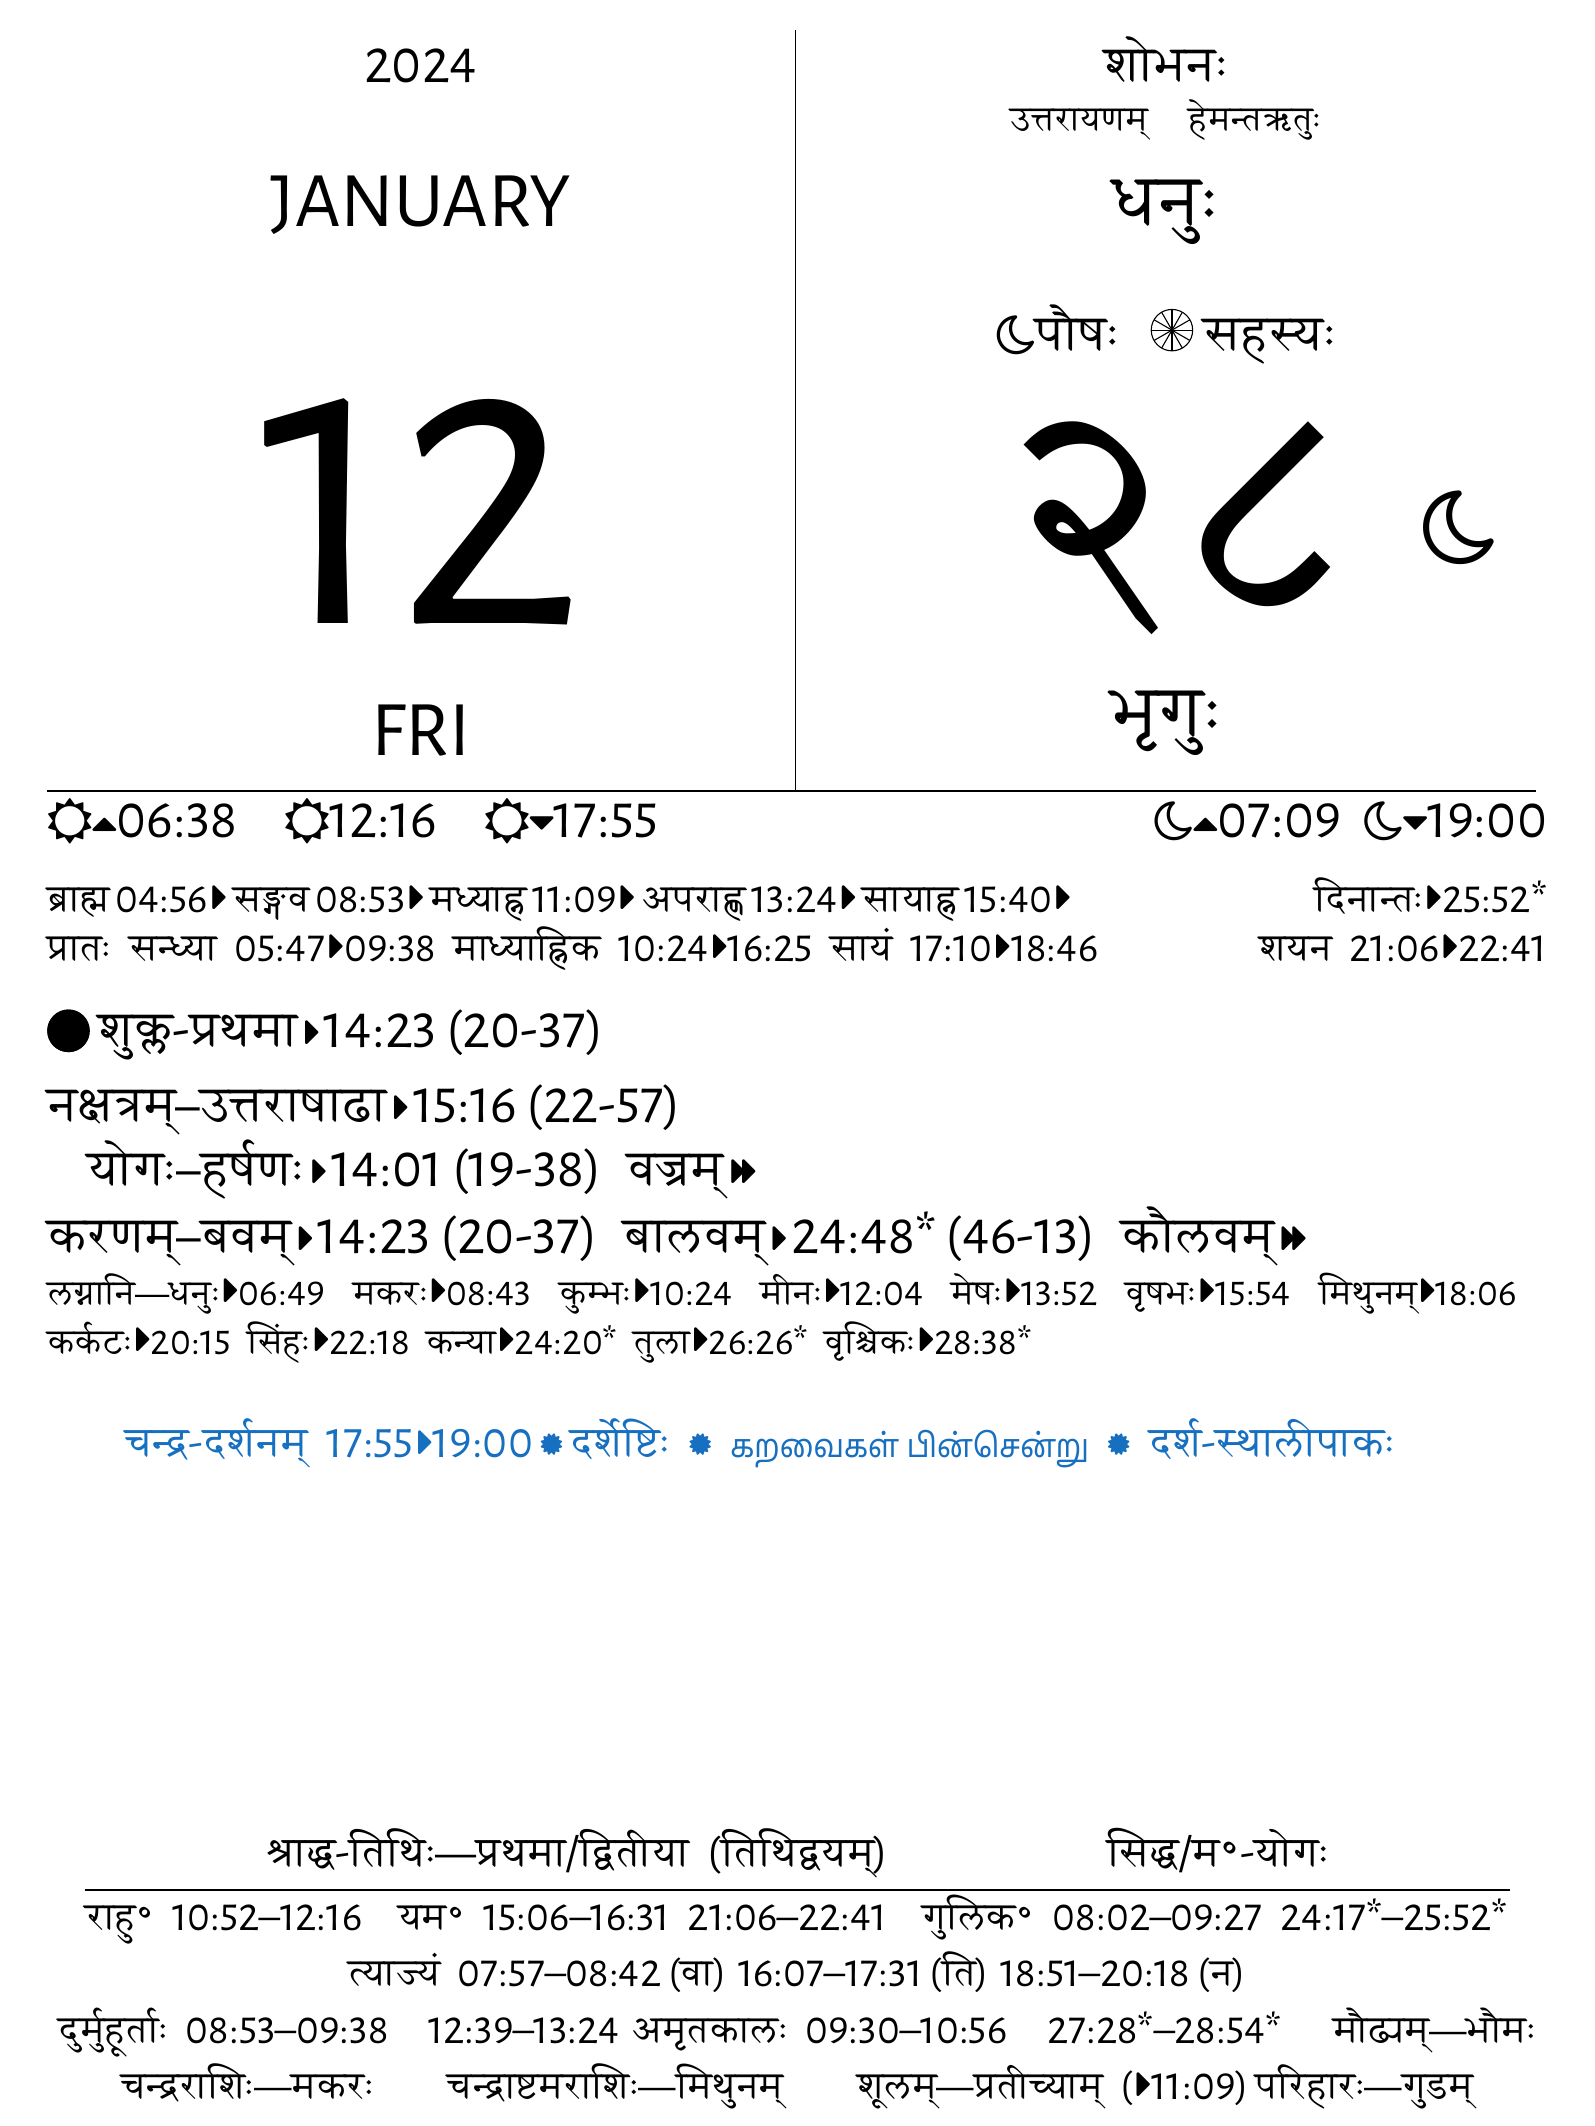 2024
JANUARY
12
FRI
शोभनः
उत्तरायणम् हेमन्तऋतुः
धनुः
पौषः सहस्यः
२८
भृगुः
06:38 12:16 17:55 07:09 19:00
ब्राह्म 04:56 सङ्गव 08:53 मध्याह्न 11:09 अपराह्ण 13:24 सायाह्न 15:40 दिनान्तः 25:52*
प्रातः सन्ध्या 05:47 09:38 माध्याह्निक 10:24 16:25 सायं 17:10 18:46 शयन 21:06 22:41
शुक्ल-प्रथमा 14:23 (20-37)
नक्षत्रम्–उत्तराषाढा 15:16 (22-57)
योगः–हर्षणः 14:01 (19-38) वज्रम्
करणम्–बवम् 14:23 (20-37) बालवम् 24:48* (46-13) कौलवम्
लग्नानि—धनुः 06:49 मकरः 08:43 कुम्भः 10:24 मीनः 12:04 मेषः 13:52 वृषभः 15:54 मिथुनम् 18:06
कर्कटः 20:15 सिंहः 22:18 कन्या 24:20* तुला 26:26* वृश्चिकः 28:38*
चन्द्र-दर्शनम् 17:55 19:00 दर्शेष्टिः கறவைகள் பின்சென்று दर्श-स्थालीपाकः
श्राद्ध-तिथिः—प्रथमा/द्वितीया (तिथिद्वयम्) सिद्ध/म॰-योगः
राहु॰ 10:52–12:16 यम॰ 15:06–16:31 21:06–22:41 गुलिक॰ 08:02–09:27 24:17*–25:52*
त्याज्यं 07:57–08:42 (वा) 16:07–17:31 (ति) 18:51–20:18 (न)
दुर्मुहूर्ताः 08:53–09:38 12:39–13:24 अमृतकालः 09:30–10:56 27:28*–28:54* मौढ्यम्—भौमः
चन्द्रराशिः—मकरः चन्द्राष्टमराशिः—मिथुनम् शूलम्—प्रतीच्याम् (11:09) परिहारः—गुडम्